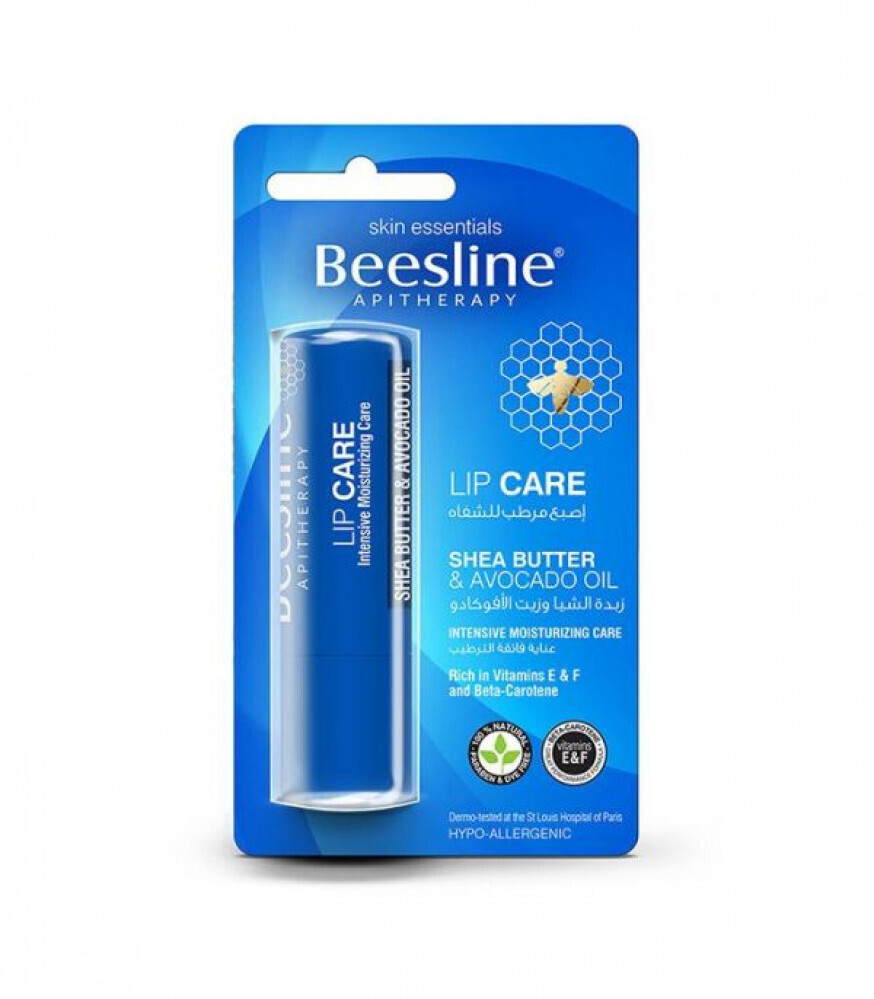 skin essentials
Beesline®
APITHERAPY
Beesline
APITHERAPY
LIP CARE
Intensive Moisturizing Care
SHEA BUTTER & AVOCADO OIL
LIP CARE
إصبع مرطب للشفاه
SHEA BUTTER
& AVOCADO OIL
زبدة الشيا وزيت الأفوكادو
INTENSIVE MOISTURIZING CARE
عناية فائقة الترطيب
Rich in Vitamins E & F
and Beta-Carotene
100 % NATURAL
PARABEN & DYE FREE
BETA-CAROTENE
vitamins
E&F
Dermo-tested at the St Louis Hospital of Paris
HYPO-ALLERGENIC